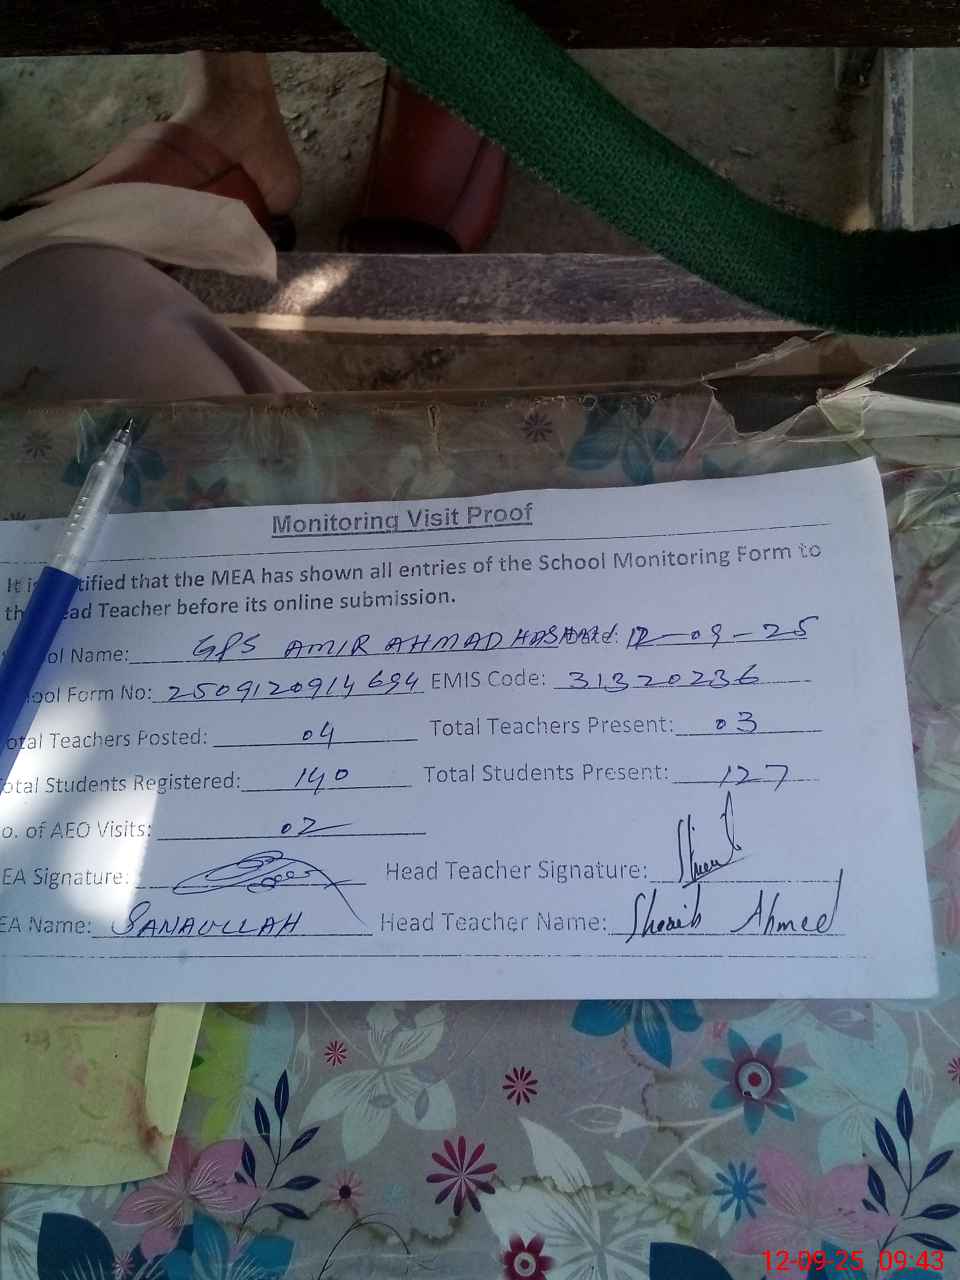 Monitoring Visit Proof
It is tified that the MEA has shown all entries of the School Monitoring Form to
th ead Teacher before its online submission.
ol Name: GPS AMIR AHMAD Dated: 12-09-25
ool Form No: 2509120914694 EMIS Code: 31320236
otal Teachers Posted: 04 Total Teachers Present: 03
otal Students Registered: 140 Total Students Present: 127
o. of AEO Visits: 02
EA Signature: Head Teacher Signature:
EA Name: SANAULLAH Head Teacher Name: Shoaib Ahmed
12-09-25 09:43